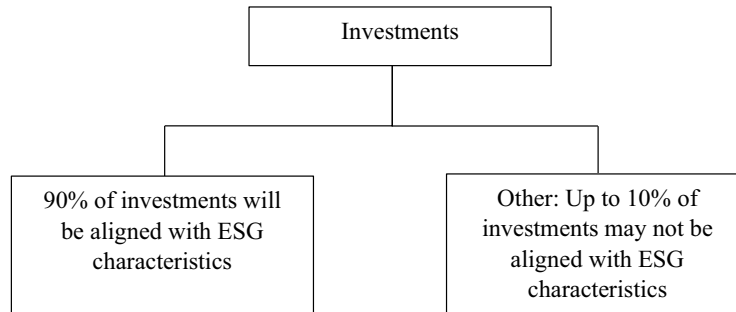 Investments
90% of investments will
be aligned with ESG
characteristics
Other: Up to 10% of
investments may not be
aligned with ESG
characteristics